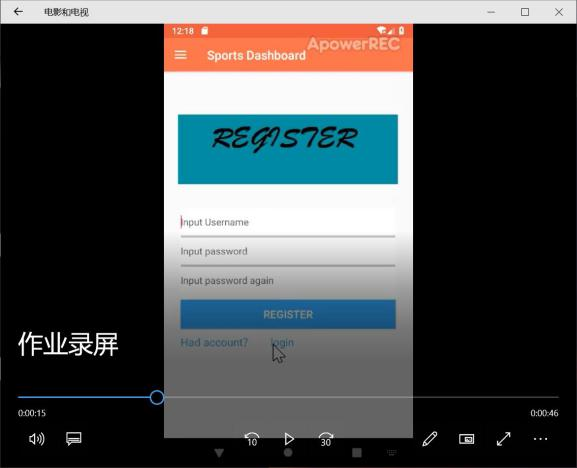 电影和电视
12:18
ApowerREC
Sports Dashboard
REGISTER
Input Username
Input password
Input password again
REGISTER
Had account? login
作业录屏
0:00:15
0:00:46
10
30